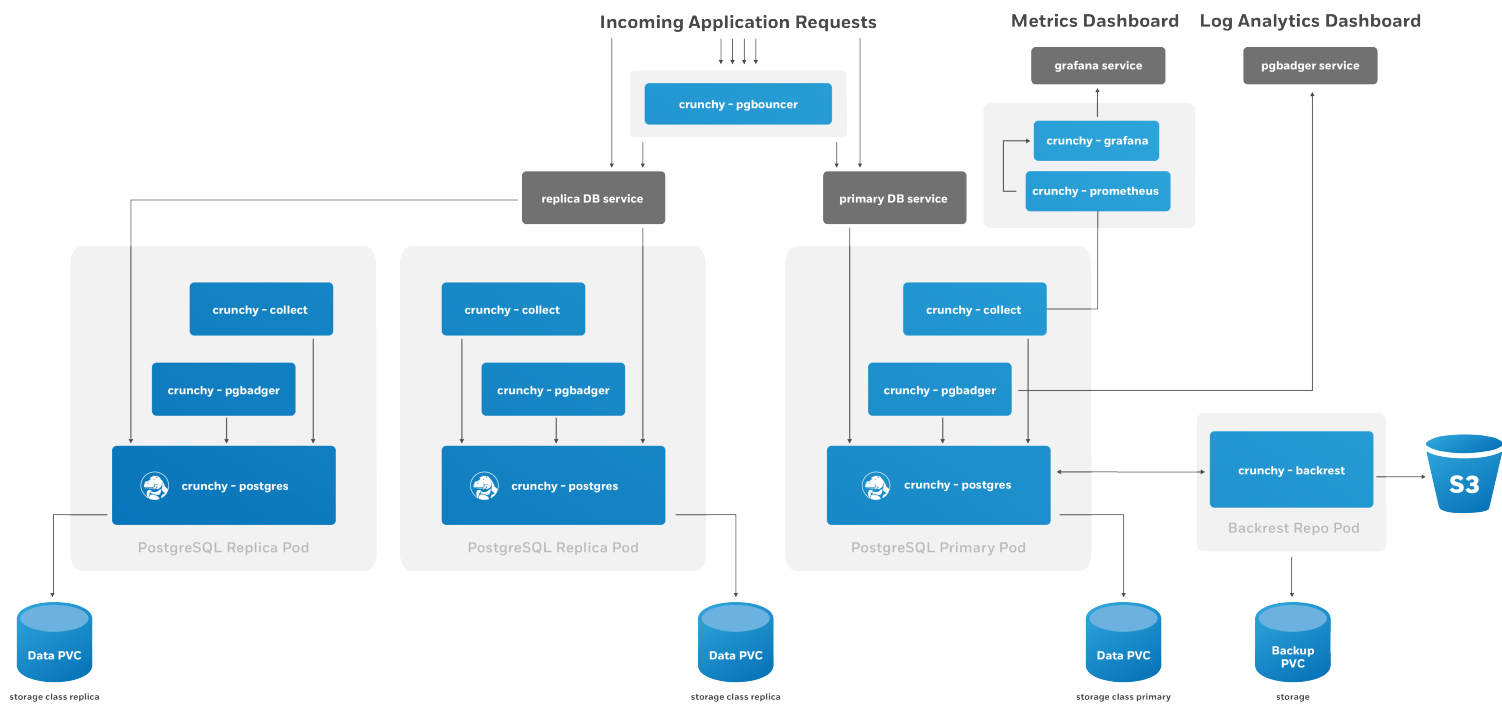 Incoming Application Requests
Metrics Dashboard
Log Analytics Dashboard
grafana service
pgbadger service
crunchy - pgbouncer
crunchy - grafana
crunchy - prometheus
replica DB service
primary DB service
crunchy - collect
crunchy - collect
crunchy - collect
crunchy - pgbadger
crunchy - pgbadger
crunchy - pgbadger
crunchy - postgres
crunchy - postgres
crunchy - postgres
crunchy - backrest
S3
PostgreSQL Replica Pod
PostgreSQL Replica Pod
PostgreSQL Primary Pod
Backrest Repo Pod
Data PVC
Data PVC
Data PVC
Backup
PVC
storage class replica
storage class replica
storage class primary
storage